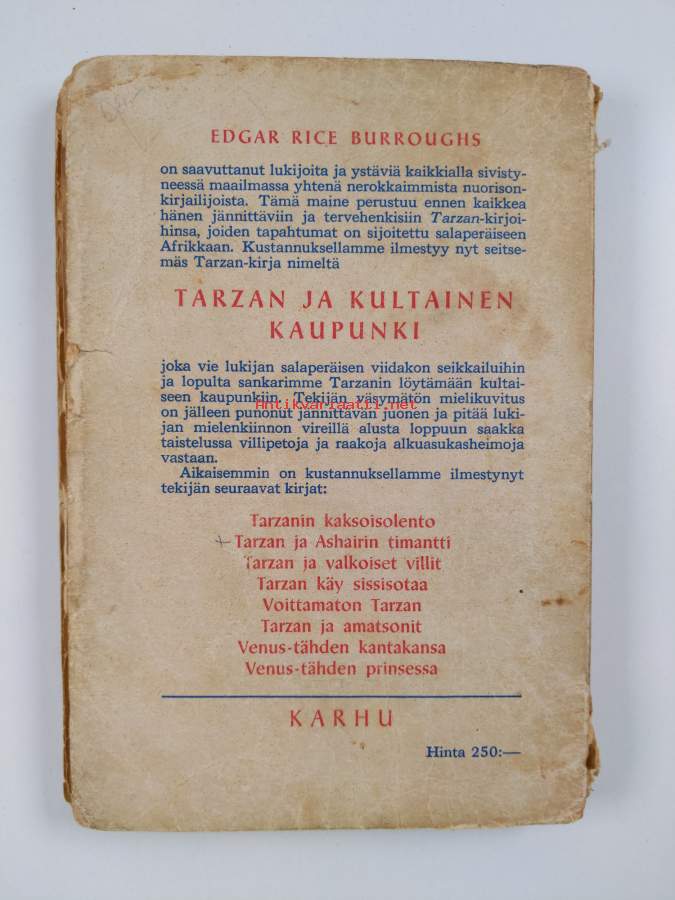 EDGAR RICE BURROUGHS
on saavuttanut lukijoita ja ystäviä kaikkialla sivisty-
neessä maailmassa yhtenä nerokkaimmista nuorison-
kirjailijoista. Tämä maine perustuu ennen kaikkea
hänen jännittäviin ja tervehenkisiin Tarzan-kirjoi-
hinsa, joiden tapahtumat on sijoitettu salaperäiseen
Afrikkaan. Kustannuksellamme ilmestyy nyt seitse-
mäs Tarzan-kirja nimeltä
TARZAN JA KULTAINEN
KAUPUNKI
joka vie lukijan salaperäisen viidakon seikkailuihin
ja lopulta sankarimme Tarzanin löytämään kultai-
seen kaupunkiin. Tekijän väsymätön mielikuvitus
Antikvariaatti.net
on jälleen punonut jännittävän juonen ja pitää luki-
jan mielenkiinnon vireillä alusta loppuun saakka
taistelussa villipetoja ja raakoja alkuasukasheimoja
vastaan.
Aikaisemmin on kustannuksellamme ilmestynyt
tekijän seuraavat kirjat:
Tarzanin kaksoisolento
+ Tarzan ja Ashairin timantti
Tarzan ja valkoiset villit
Tarzan käy sissisotaa
Voittamaton Tarzan
Tarzan ja amatsonit
Venus-tähden kantakansa
Venus-tähden prinsessa
KARHU
Hinta 250:—